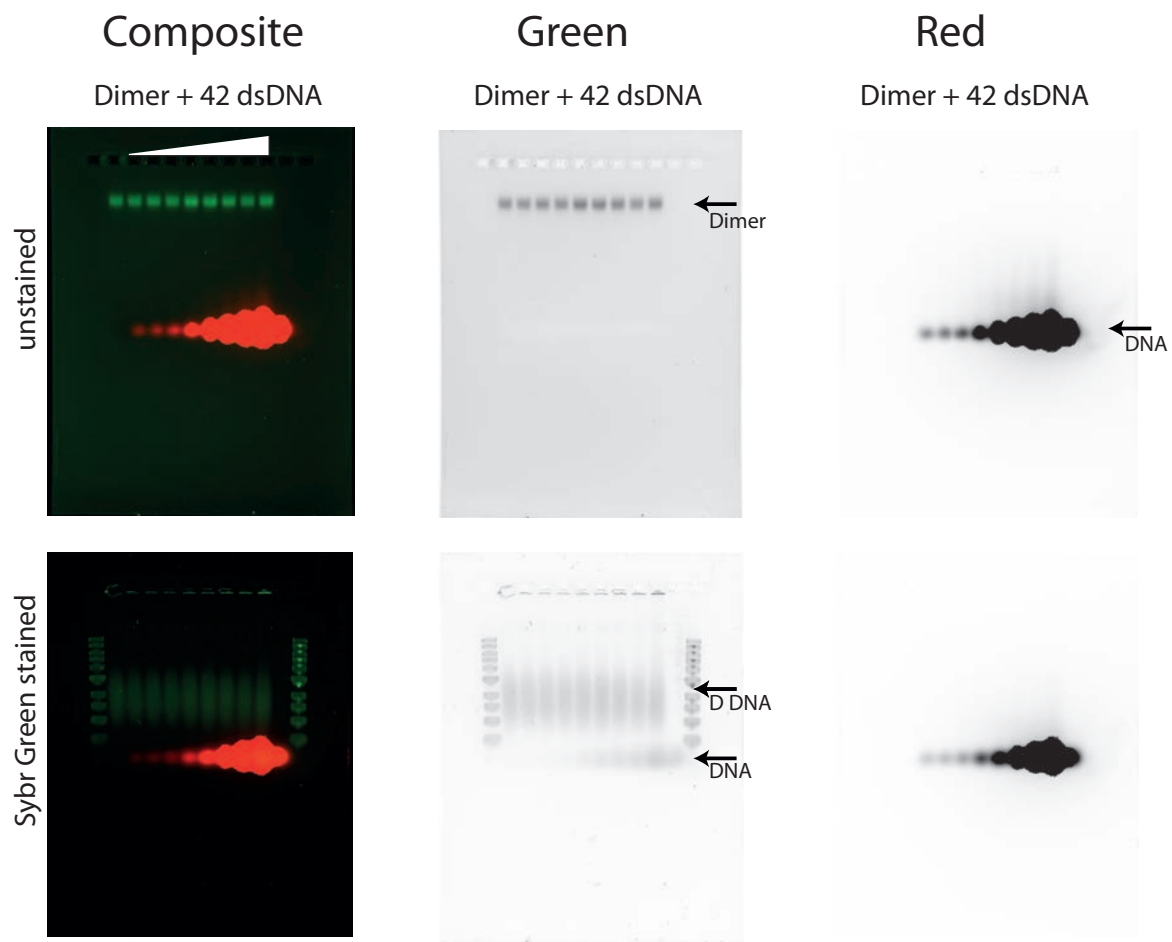 Composite
Green
Red
Dimer + 42 dsDNA
Dimer + 42 dsDNA
Dimer + 42 dsDNA
unstained
Dimer
DNA
Sybr Green stained
D DNA
DNA